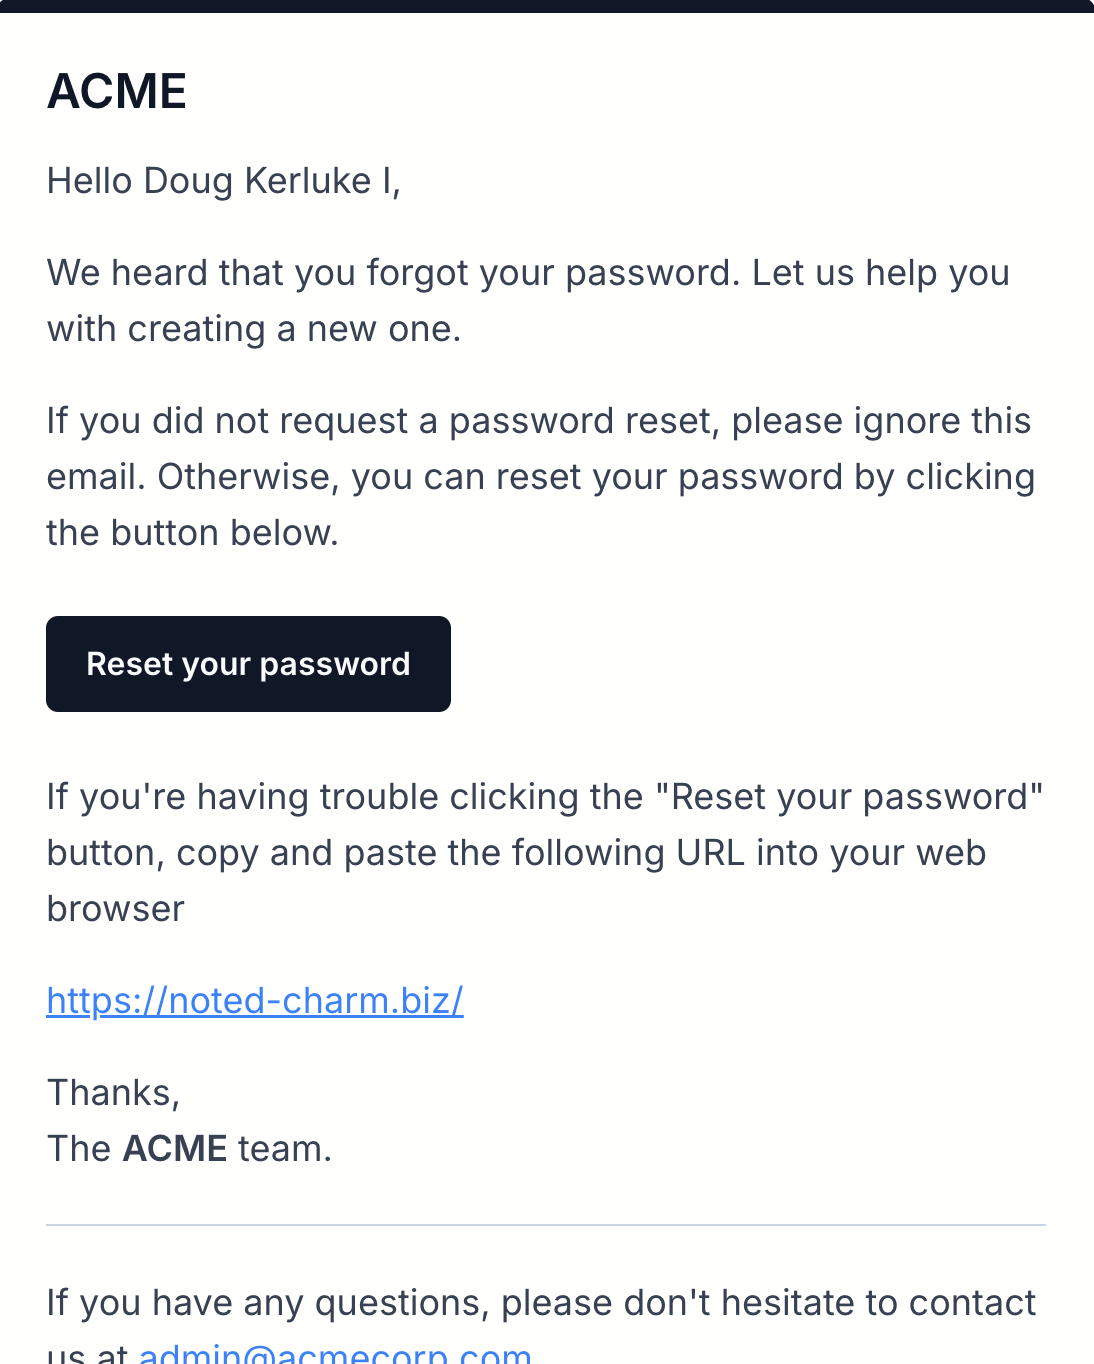 ACME
Hello Doug Kerluke I,
We heard that you forgot your password. Let us help you
with creating a new one.
If you did not request a password reset, please ignore this
email. Otherwise, you can reset your password by clicking
the button below.
Reset your password
If you're having trouble clicking the "Reset your password"
button, copy and paste the following URL into your web
browser
https://noted-charm.biz/
Thanks,
The ACME team.
If you have any questions, please don't hesitate to contact
us at admin@acmecorp.com